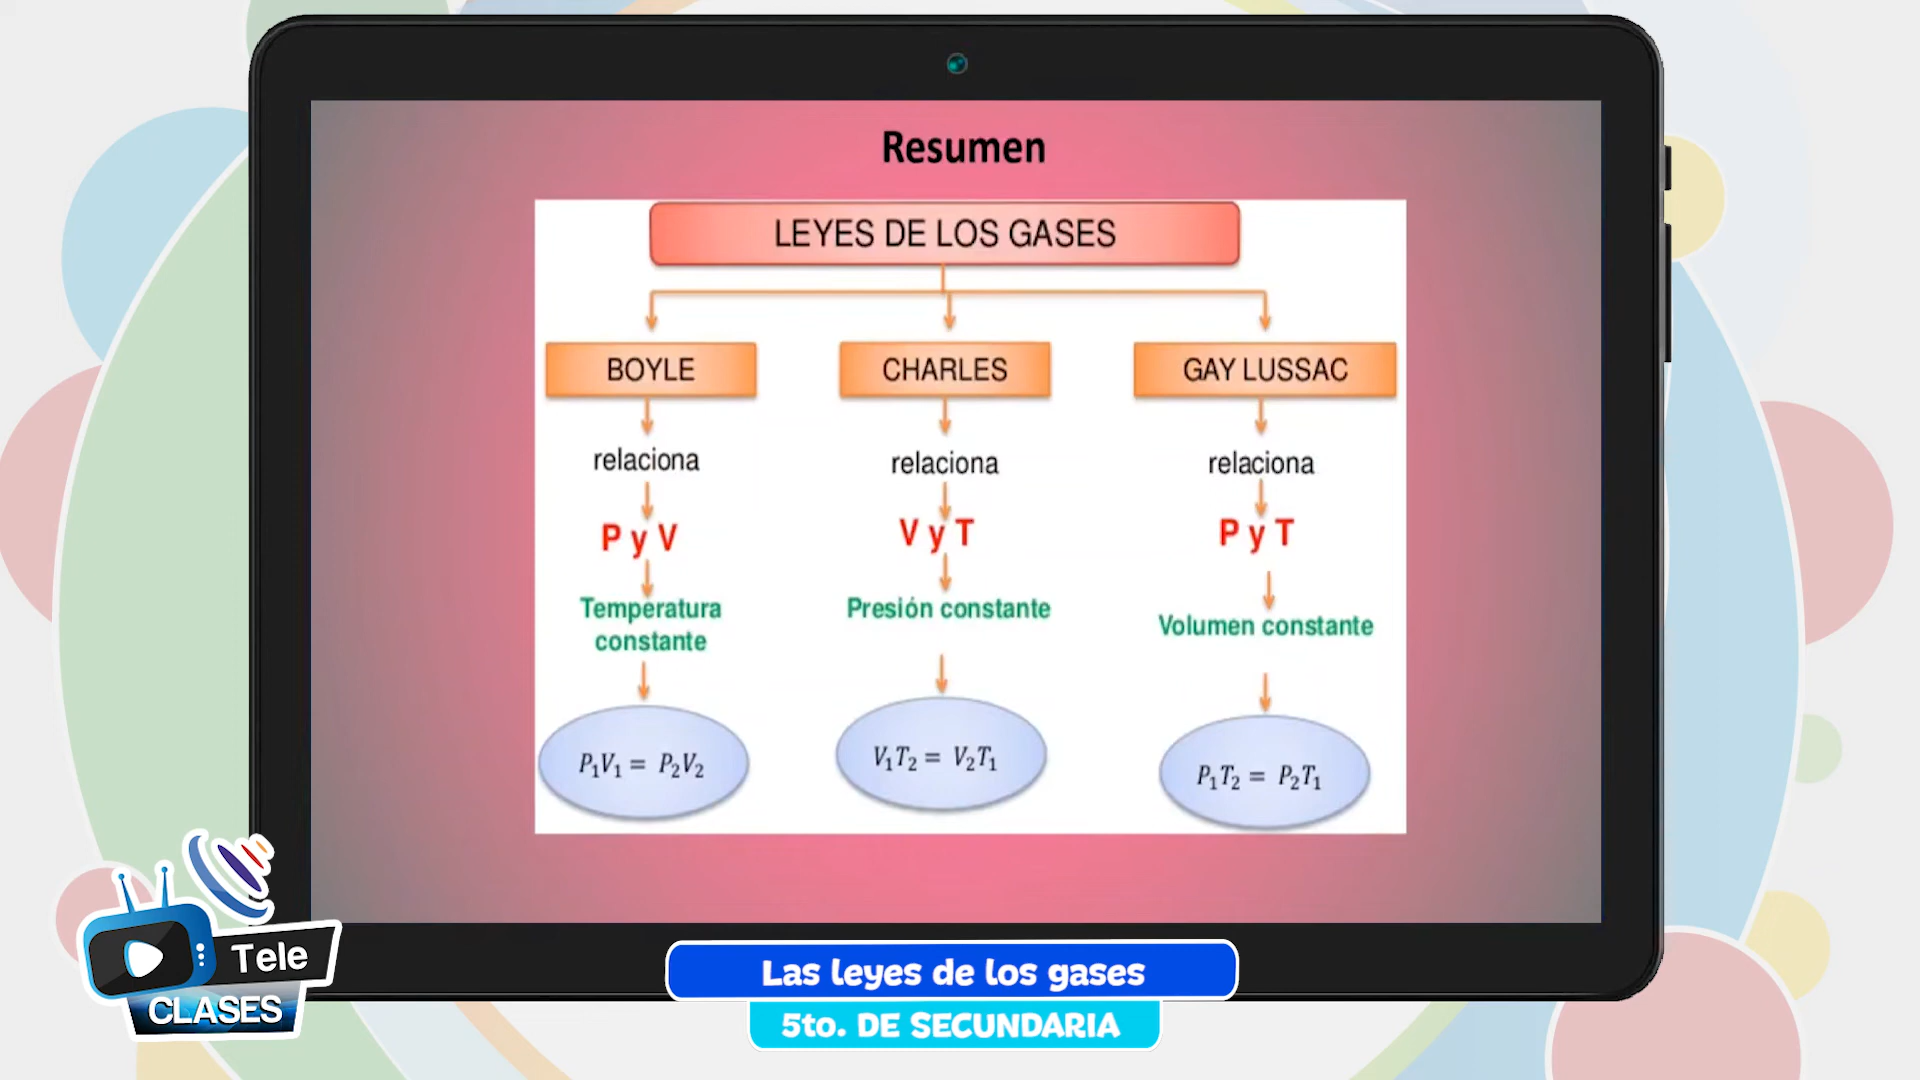 Resumen
LEYES DE LOS GASES
BOYLE
CHARLES
GAY LUSSAC
relaciona
relaciona
relaciona
P y V
V y T
P y T
Temperatura
constante
Presión constante
Volumen constante
P₁V₁ = P₂V₂
V₁T₂ = V₂T₁
P₁T₂ = P₂T₁
Tele
CLASES
Las leyes de los gases
5to. DE SECUNDARIA